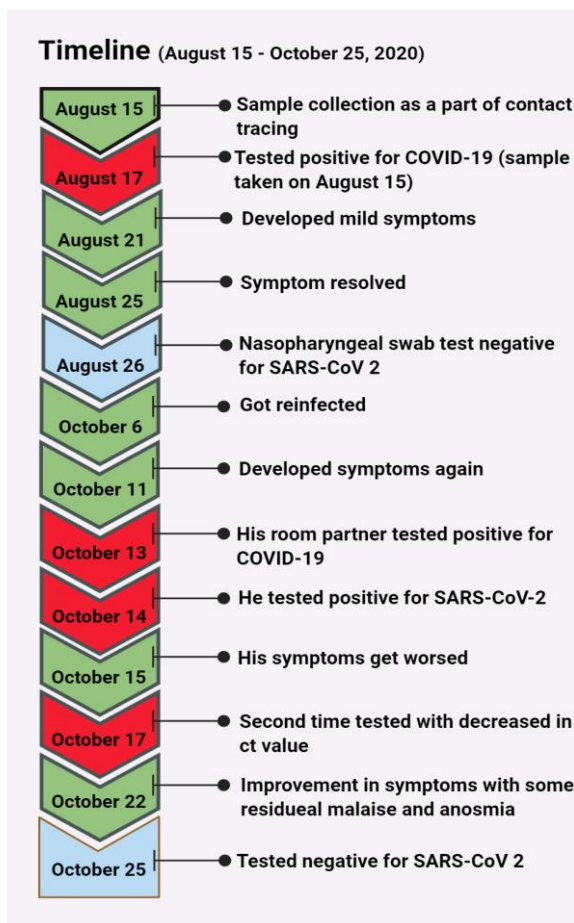 Timeline (August 15 - October 25, 2020)
August 15
Sample collection as a part of contact
tracing
August 17
Tested positive for COVID-19 (sample
taken on August 15)
August 21
Developed mild symptoms
August 25
Symptom resolved
August 26
Nasopharyngeal swab test negative
for SARS-CoV 2
October 6
Got reinfected
October 11
Developed symptoms again
October 13
His room partner tested positive for
COVID-19
October 14
He tested positive for SARS-CoV-2
October 15
His symptoms get worsed
October 17
Second time tested with decreased in
ct value
October 22
Improvement in symptoms with some
residueal malaise and anosmia
October 25
Tested negative for SARS-CoV 2